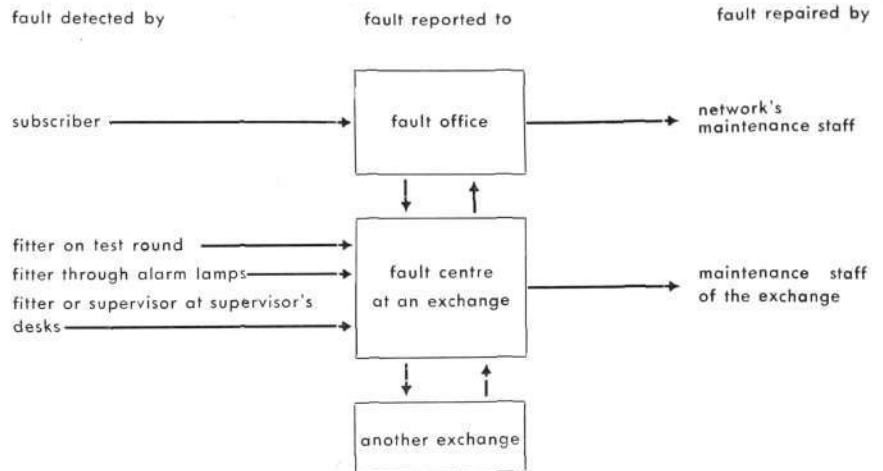 fault detected by
fault reported to
fault repaired by
subscriber
fault office
network's
maintenance staff
fitter on test round
fitter through alarm lamps
fitter or supervisor at supervisor's
desks
fault centre
at an exchange
maintenance staff
of the exchange
another exchange